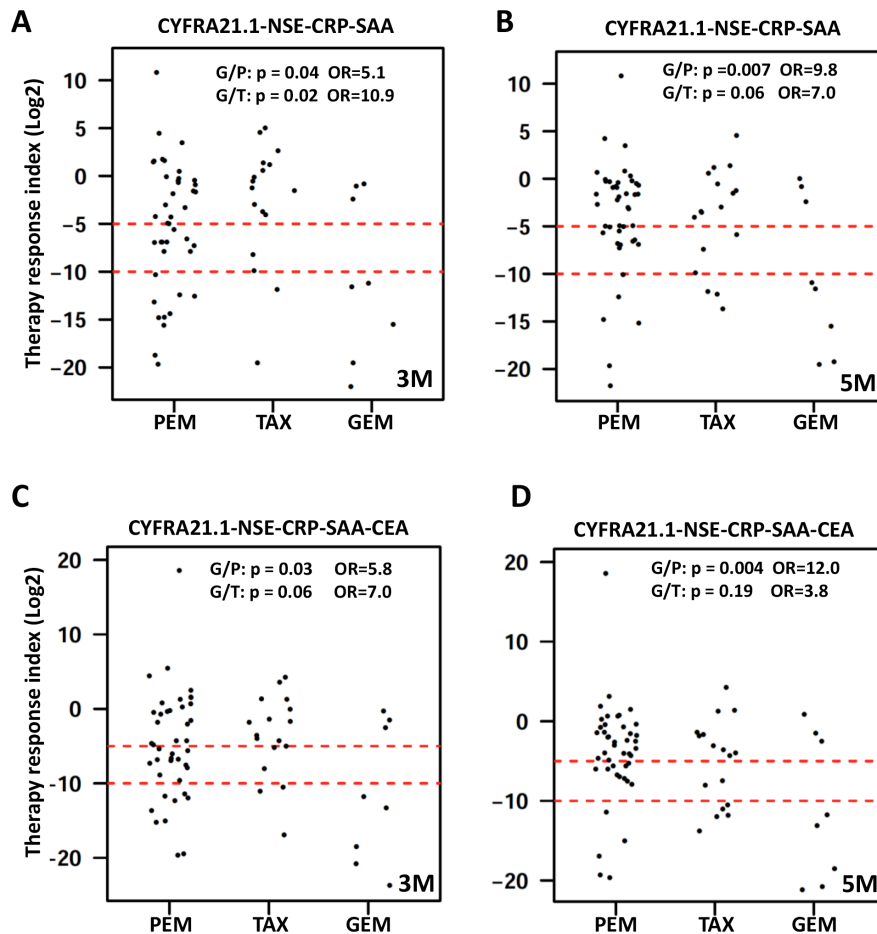 A
CYFRA21.1-NSE-CRP-SAA
G/P: p = 0.04 OR=5.1
G/T: p = 0.02 OR=10.9
Therapy response index (Log2)
10
5
0
−5
−10
−15
−20
3M
PEM TAX GEM
B
CYFRA21.1-NSE-CRP-SAA
G/P: p =0.007 OR=9.8
G/T: p = 0.06 OR=7.0
10
5
0
−5
−10
−15
−20
5M
PEM TAX GEM
C
CYFRA21.1-NSE-CRP-SAA-CEA
G/P: p = 0.03 OR=5.8
G/T: p = 0.06 OR=7.0
Therapy response index (Log2)
20
10
0
-10
-20
3M
PEM TAX GEM
D
CYFRA21.1-NSE-CRP-SAA-CEA
G/P: p = 0.004 OR=12.0
G/T: p = 0.19 OR=3.8
20
10
0
−10
−20
5M
PEM TAX GEM